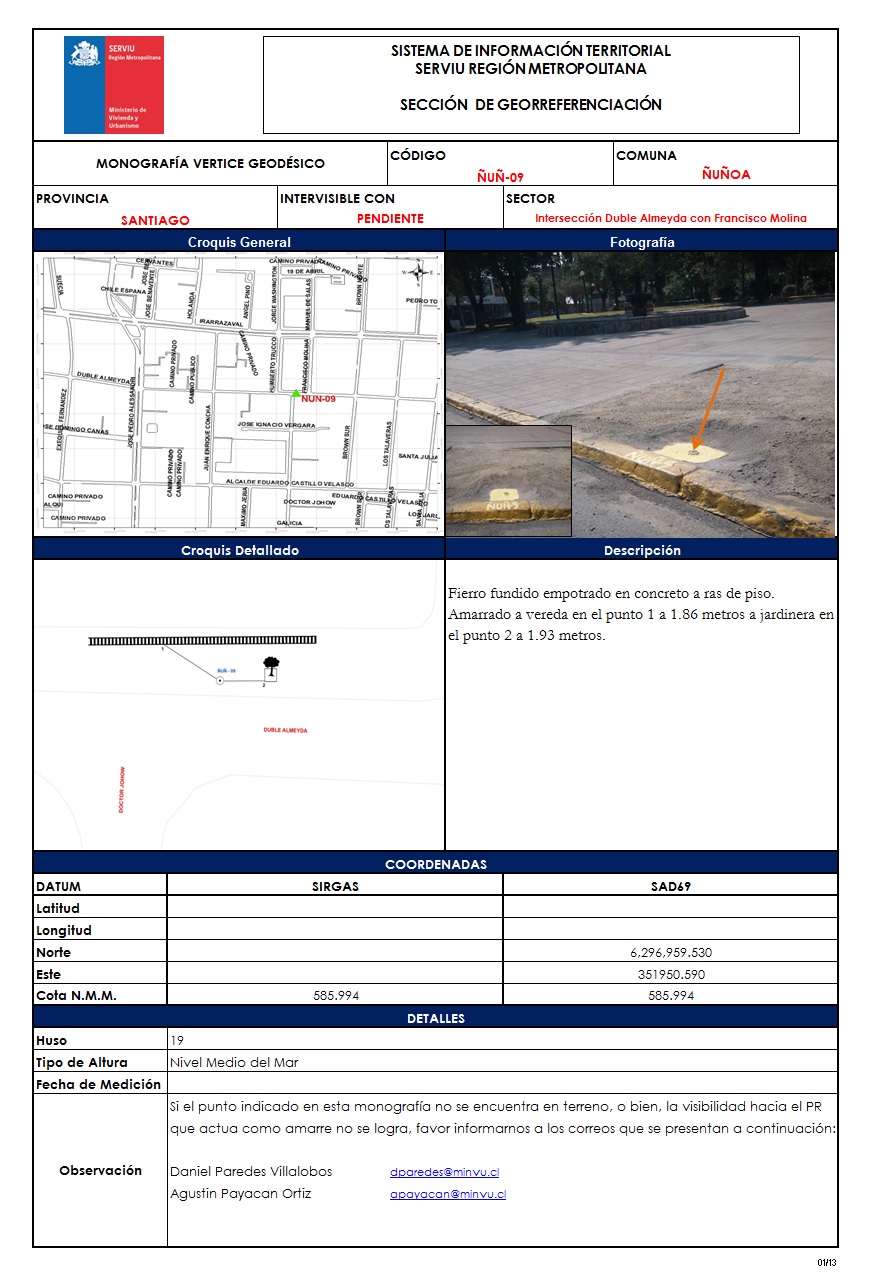 SERVIU
Región Metropolitana
Ministerio de
Vivienda y
Urbanismo
SISTEMA DE INFORMACIÓN TERRITORIAL
SERVIU REGIÓN METROPOLITANA
SECCIÓN DE GEORREFERENCIACIÓN
MONOGRAFÍA VERTICE GEODÉSICO
CÓDIGO
ÑUÑ-09
COMUNA
ÑUÑOA
PROVINCIA
SANTIAGO
INTERVISIBLE CON
PENDIENTE
SECTOR
Intersección Duble Almeyda con Francisco Molina
Croquis General
Fotografía
CERVANTES
CAMINO PRIVADO
CAMINO PRIVADO
19 DE ABRIL
SUECIA
JOSE BENAVENTE
CHILE ESPAÑA
HOLANDA
ANGEL PINO
JORGE WASHINGTON
MANUEL DE SALAS
BROWN NORTE
PEDRO TO
IRARRAZAVAL
CAMINO PRIVADO
CAMINO PUBLICO
CAMINO PRIVADO
HUMBERTO TRUCCO
FRANCISCO MOLINA
DUBLE ALMEYDA
NUN-09
EXEQUIEL FERNANDEZ
JOSE PEDRO ALESSANDRI
JUAN ENRIQUE CONCHA
JOSE IGNACIO VERGARA
SE DOMINGO CAÑAS
BROWN SUR
LOS TALAVERAS
SANTA JULIA
CAMINO PRIVADO
CAMINO PRIVADO
ALCALDE EDUARDO CASTILLO VELASCO
CAMINO PRIVADO
EDUARDO CASTILLO VELASCO
DOCTOR JOHOW
ALQUI
MAXIMO JERIA
BROWN SUR
OS TALAVERAS
CAMINO PRIVADO
GALICIA
ÑUÑ9
Croquis Detallado
Descripción
1
ÑUÑ - 09
2
DUBLE ALMEYDA
DOCTOR JOHOW
Fierro fundido empotrado en concreto a ras de piso.
Amarrado a vereda en el punto 1 a 1.86 metros a jardinera en
el punto 2 a 1.93 metros.
COORDENADAS
DATUM SIRGAS SAD69
Latitud
Longitud
Norte 6,296,959.530
Este 351950.590
Cota N.M.M. 585.994 585.994
DETALLES
Huso 19
Tipo de Altura Nivel Medio del Mar
Fecha de Medición
Observación
Si el punto indicado en esta monografía no se encuentra en terreno, o bien, la visibilidad hacia el PR
que actua como amarre no se logra, favor informarnos a los correos que se presentan a continuación:
Daniel Paredes Villalobos dparedes@minvu.cl
Agustin Payacan Ortiz apayacan@minvu.cl
01/13